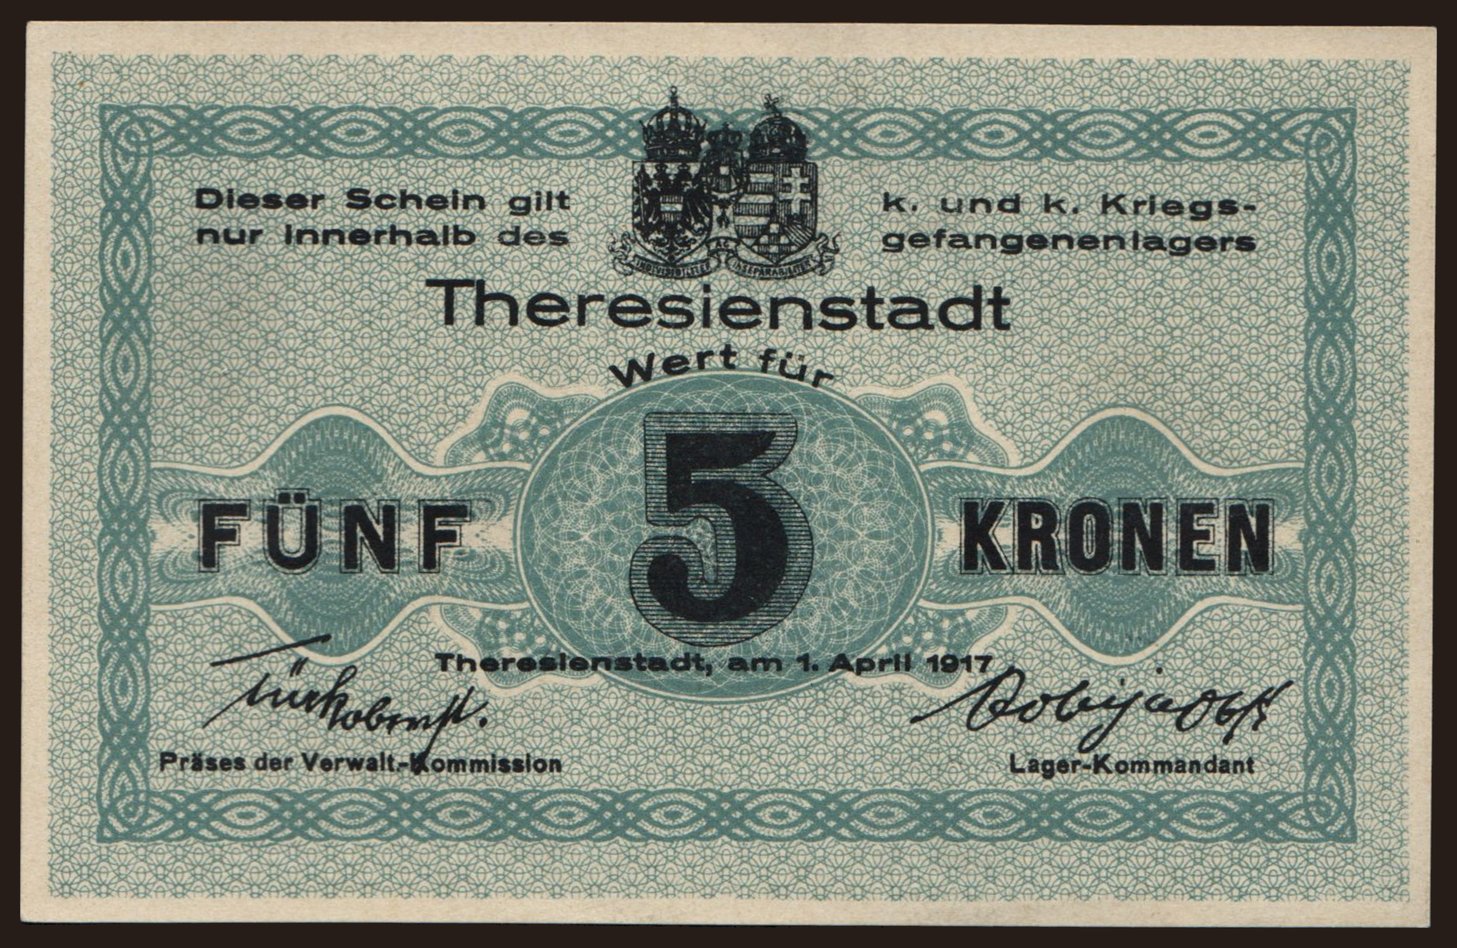 Dieser Schein gilt
nur innerhalb des
k. und k. Kriegs-
gefangenenlagers
INSEPARABILITER
Theresienstadt
Wert für
5
FÜNF
KRONEN
Theresienstadt, am 1. April 1917
Präses der Verwalt.-Kommission
Lager-Kommandant